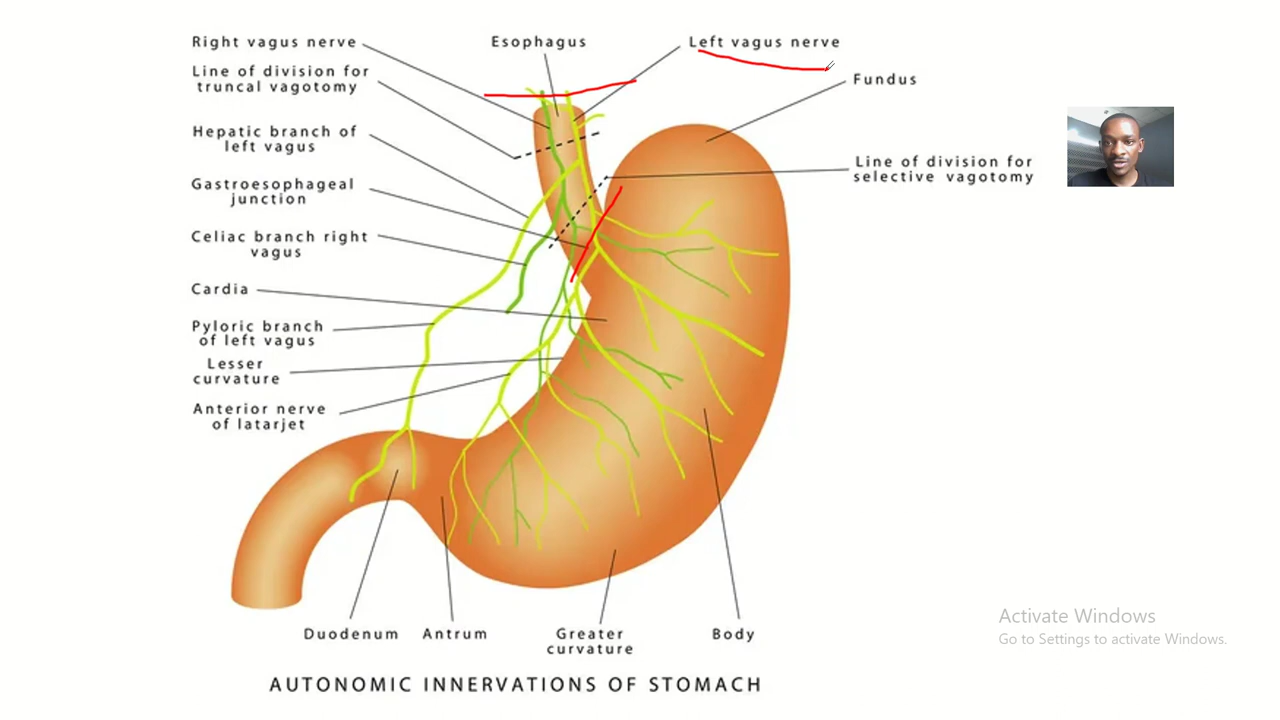 Right vagus nerve
Esophagus
Left vagus nerve
Line of division for
truncal vagotomy
Fundus
Hepatic branch of
left vagus
Line of division for
selective vagotomy
Gastroesophageal
junction
Celiac branch right
vagus
Cardia
Pyloric branch
of left vagus
Lesser
curvature
Anterior nerve
of latarjet
Duodenum
Antrum
Greater
curvature
Body
AUTONOMIC INNERVATIONS OF STOMACH
Activate Windows
Go to Settings to activate Windows.